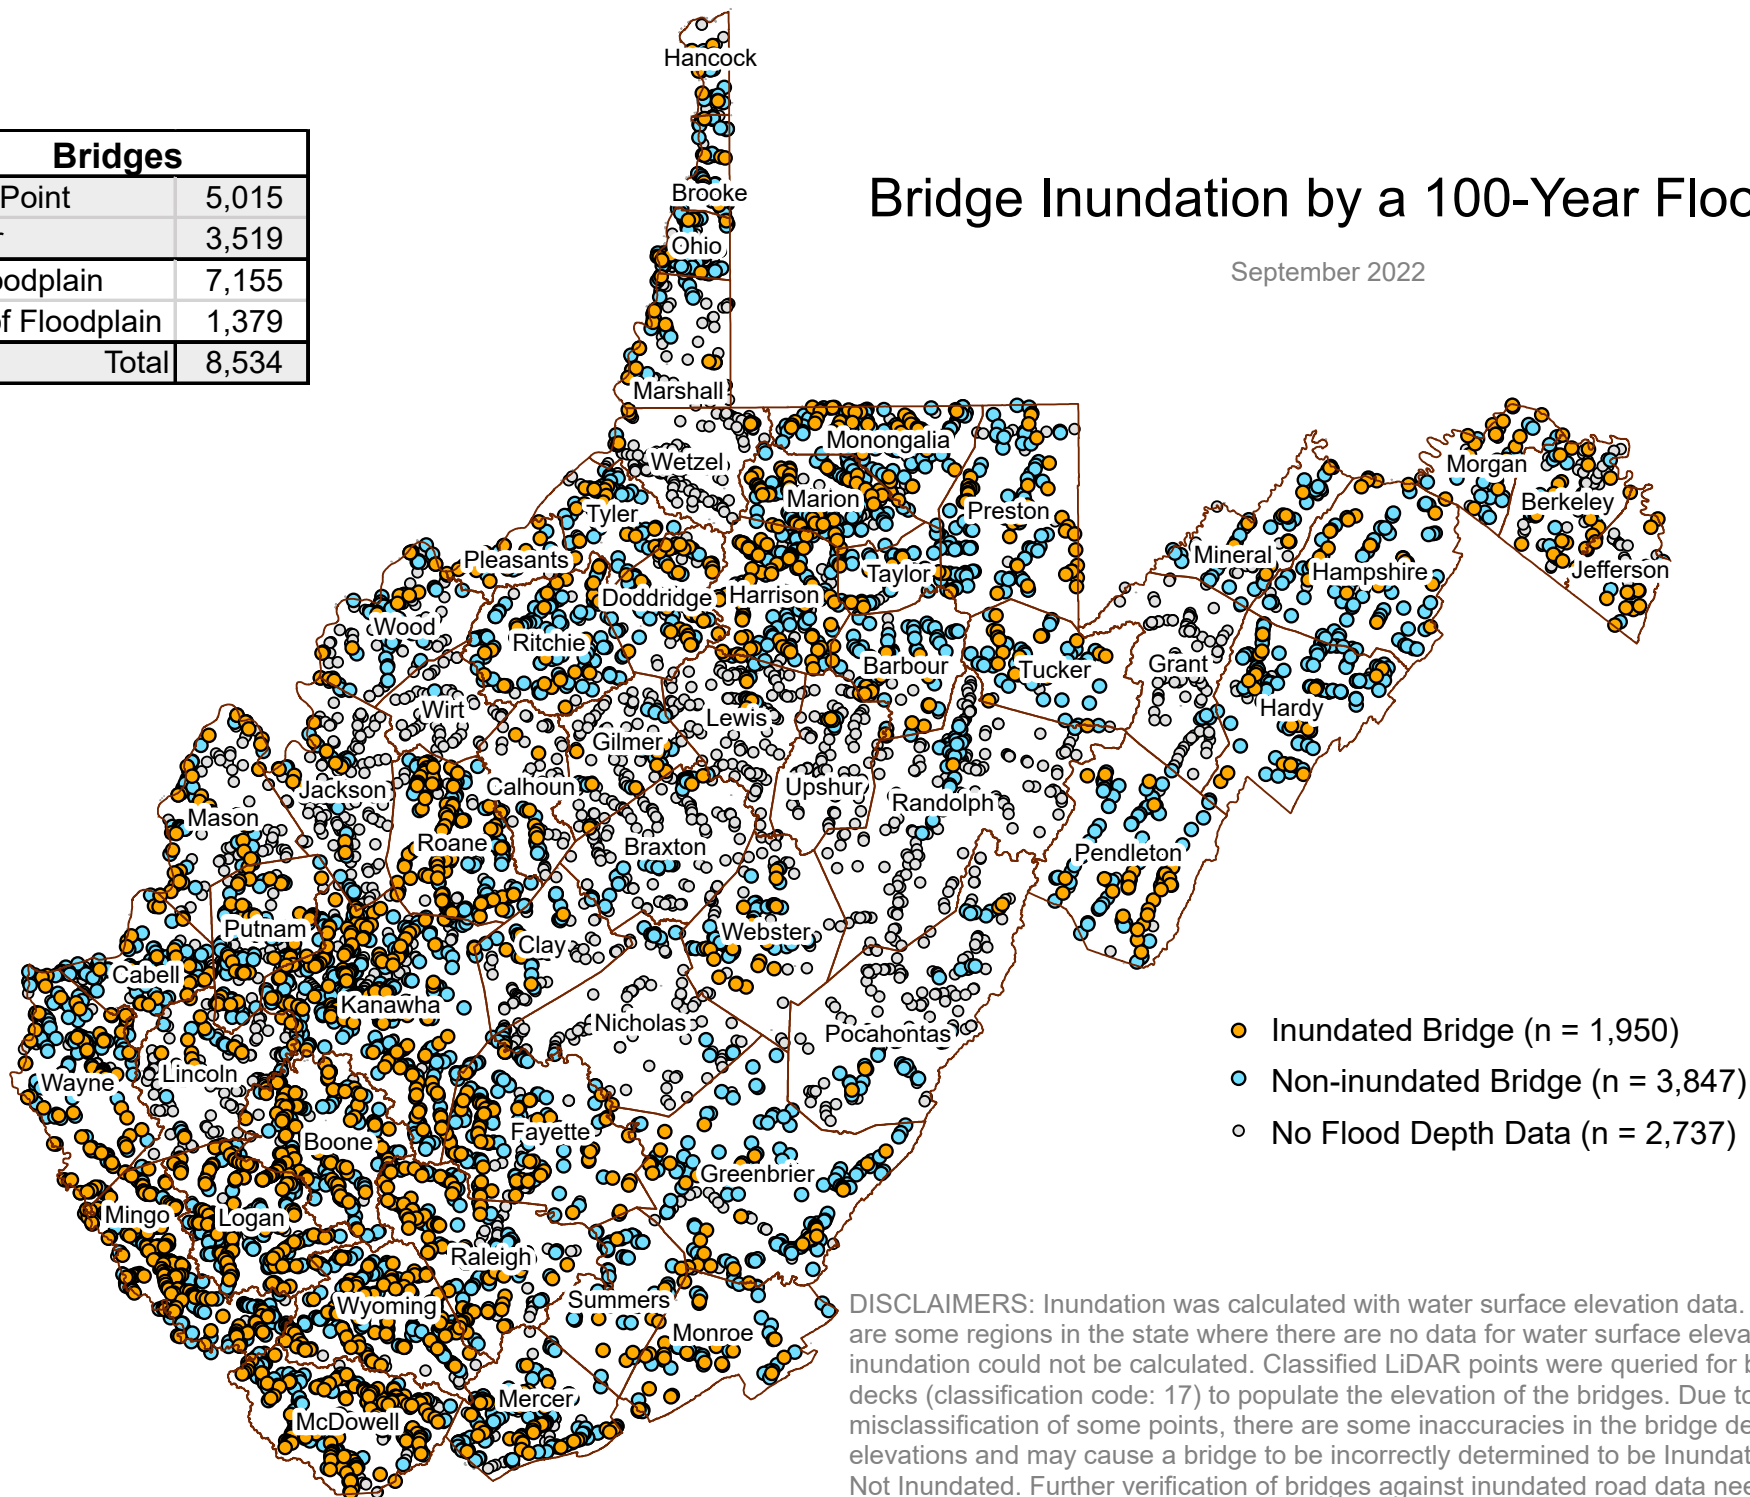 Bridges
Point 5,015
3,519
oodplain 7,155
of Floodplain 1,379
Total 8,534
Bridge Inundation by a 100-Year Floo
September 2022
Hancock
Brooke
Ohio
Marshall
Monongalia
Wetzel
Marion
Tyler
Preston
Morgan
Berkeley
Pleasants
Mineral
Hampshire
Jefferson
Taylor
Doddridge
Harrison
Wood
Ritchie
Barbour
Tucker
Grant
Wirt
Lewis
Hardy
Gilmer
Jackson
Calhoun
Upshur
Randolph
Mason
Roane
Braxton
Pendleton
Putnam
Clay
Webster
Cabell
Kanawha
Nicholas
Pocahontas
Wayne
Lincoln
Boone
Fayette
Greenbrier
Mingo
Logan
Raleigh
Wyoming
Summers
Monroe
Mercer
McDowell
Inundated Bridge (n = 1,950)
Non-inundated Bridge (n = 3,847)
No Flood Depth Data (n = 2,737)
DISCLAIMERS: Inundation was calculated with water surface elevation data.
are some regions in the state where there are no data for water surface eleva
inundation could not be calculated. Classified LiDAR points were queried for b
decks (classification code: 17) to populate the elevation of the bridges. Due to
misclassification of some points, there are some inaccuracies in the bridge de
elevations and may cause a bridge to be incorrectly determined to be Inundat
Not Inundated. Further verification of bridges against inundated road data nee